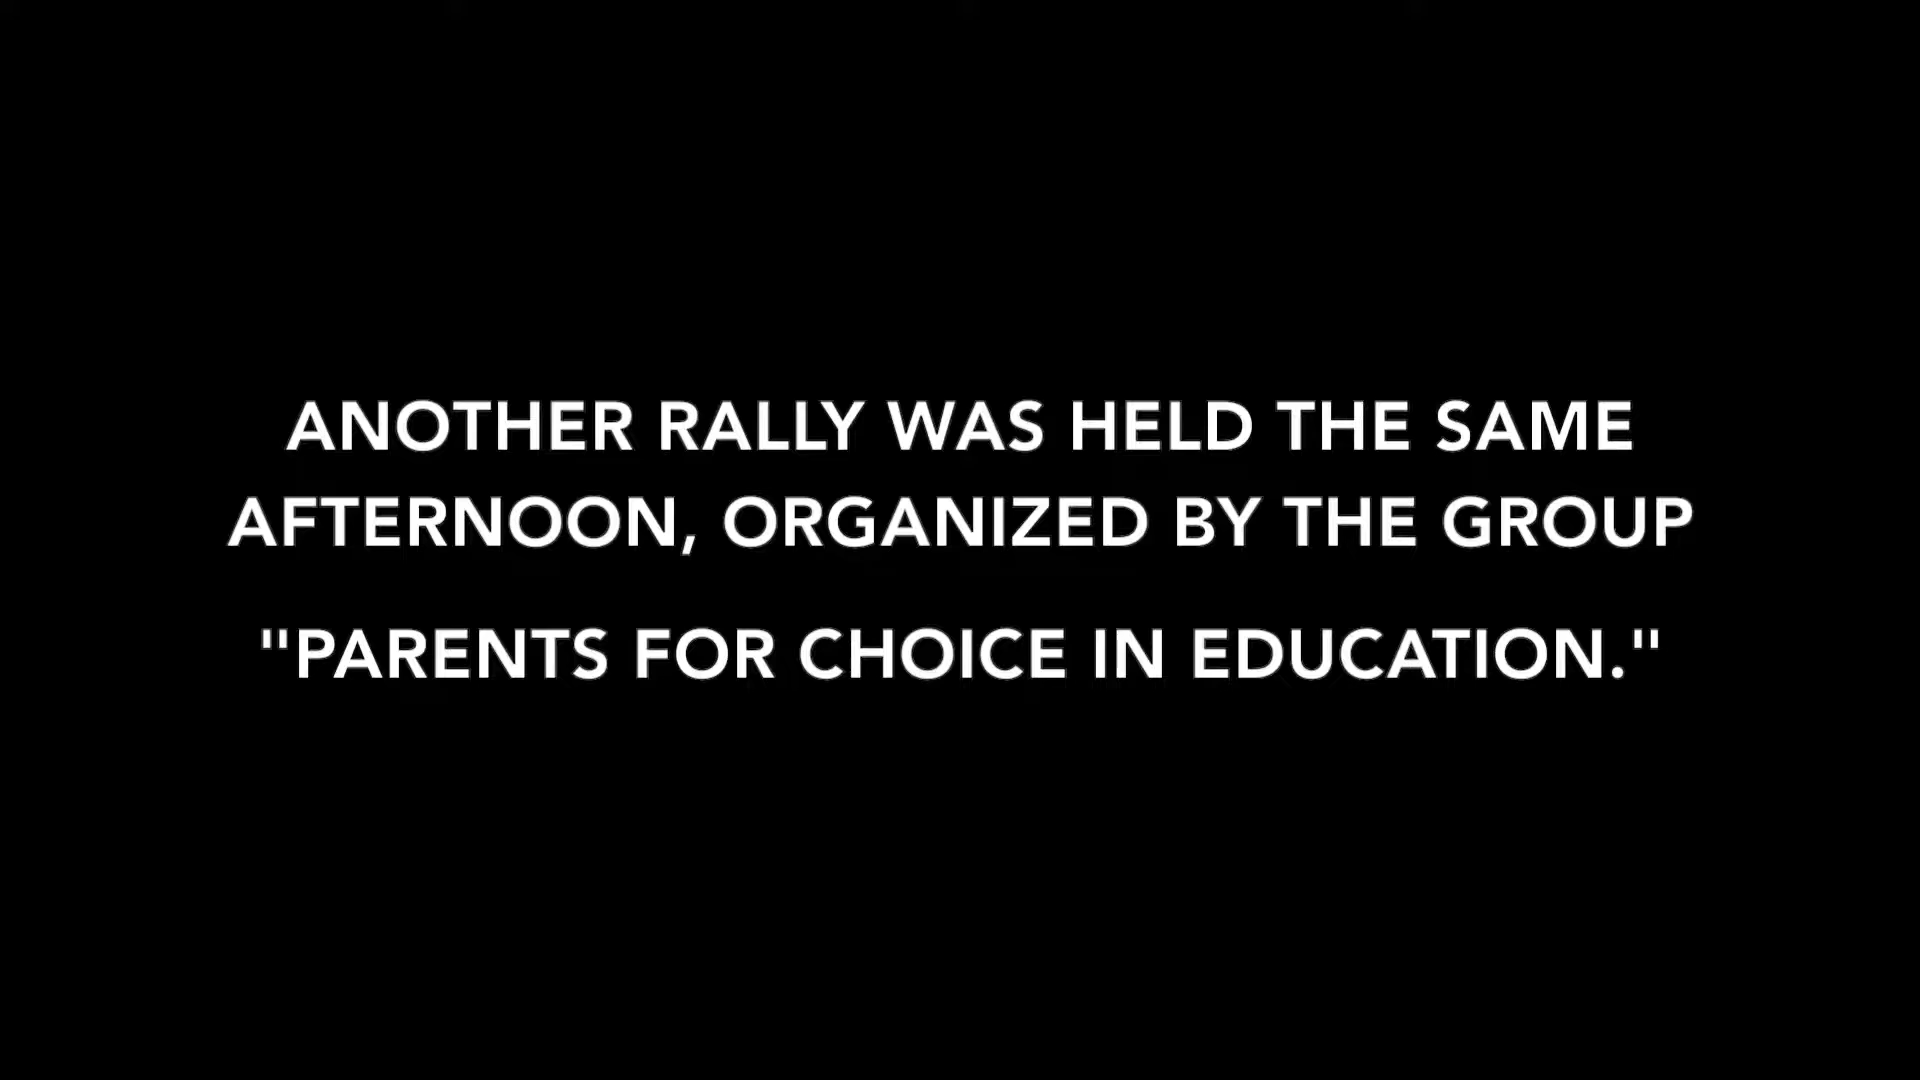 ANOTHER RALLY WAS HELD THE SAME
AFTERNOON, ORGANIZED BY THE GROUP
"PARENTS FOR CHOICE IN EDUCATION."